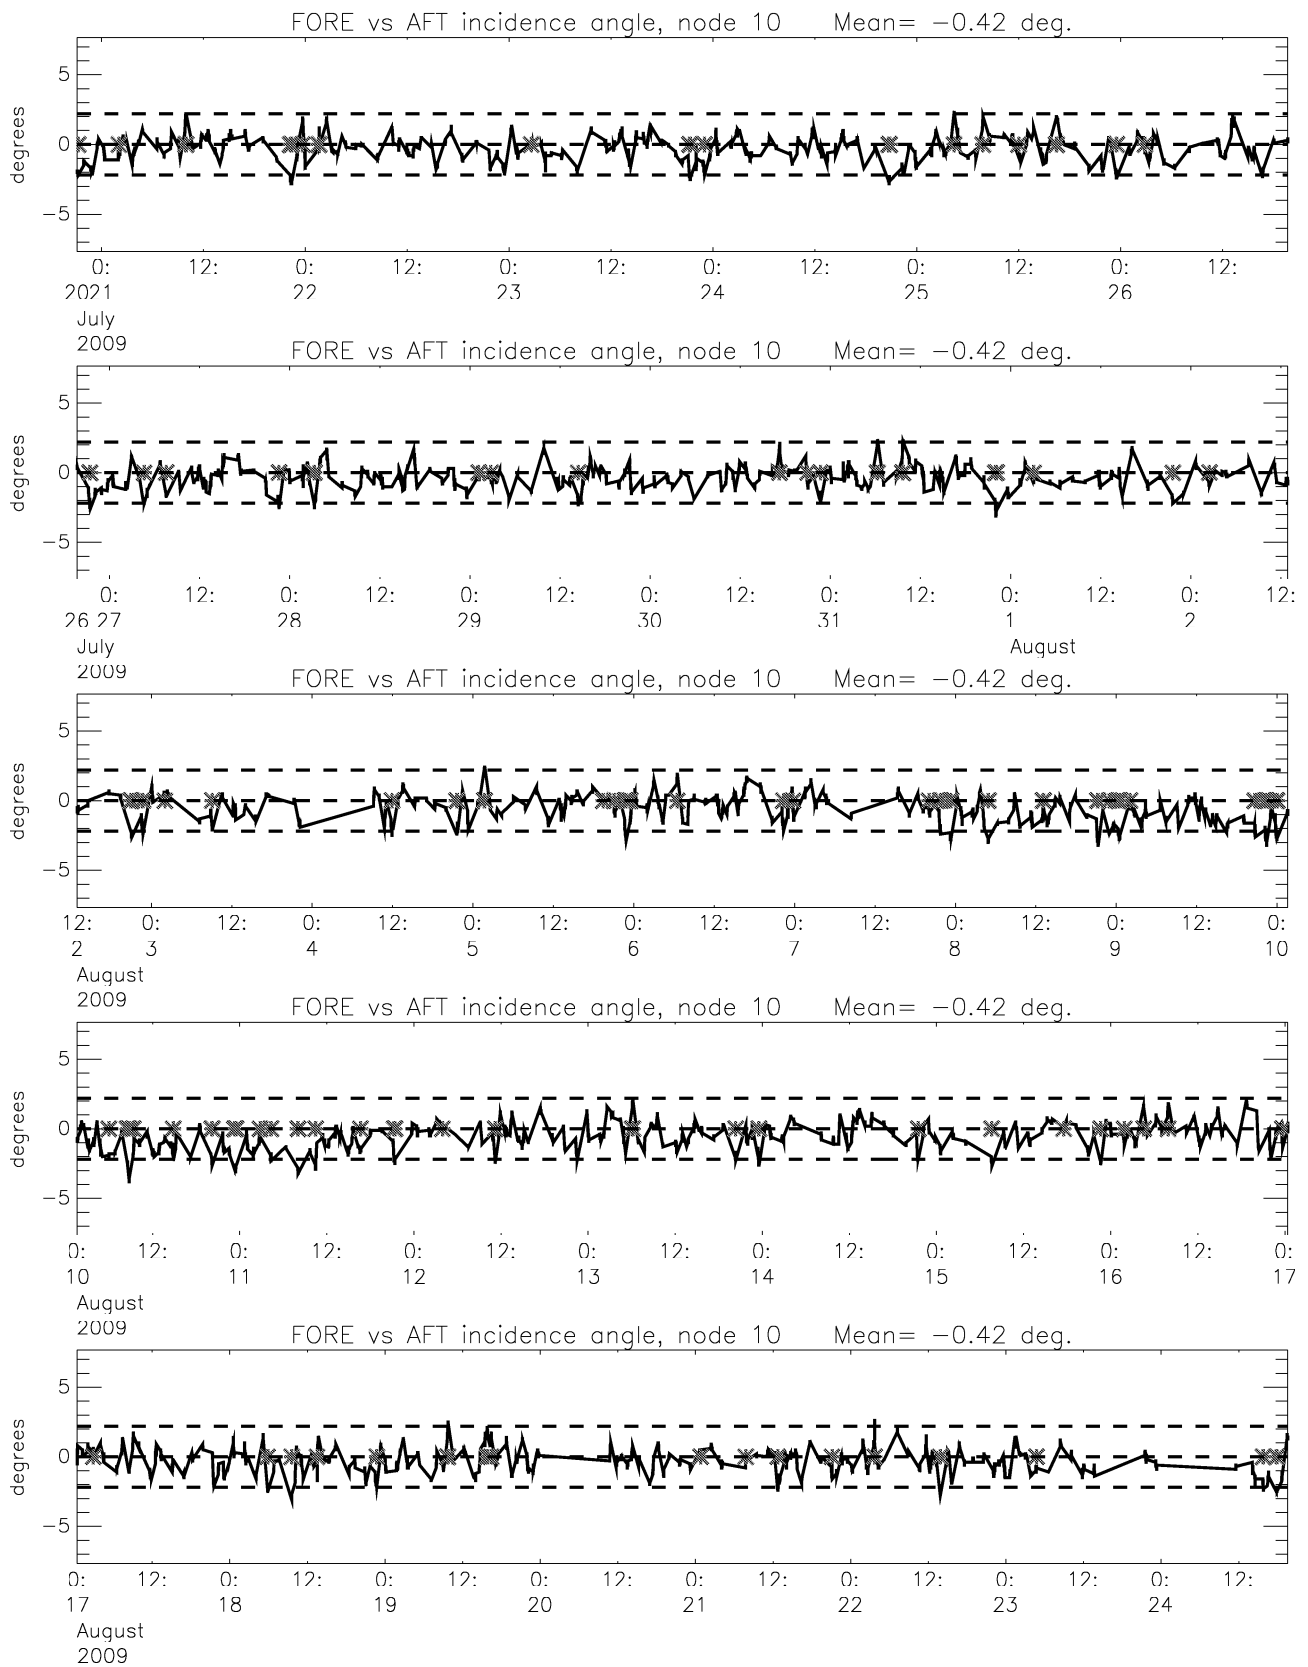 FORE vs AFT incidence angle, node 10 Mean= −0.42 deg.
degrees
5
0
−5
0: 12: 0: 12: 0: 12: 0: 12: 0: 12: 0: 12:
2021 22 23 24 25 26
July
2009
FORE vs AFT incidence angle, node 10 Mean= −0.42 deg.
degrees
5
0
−5
0: 12: 0: 12: 0: 12: 0: 12: 0: 12: 0: 12: 0: 12:
26 27 28 29 30 31 1 2
July August
2009
FORE vs AFT incidence angle, node 10 Mean= −0.42 deg.
degrees
5
0
−5
12: 0: 12: 0: 12: 0: 12: 0: 12: 0: 12: 0: 12: 0: 12: 0:
2 3 4 5 6 7 8 9 10
August
2009
FORE vs AFT incidence angle, node 10 Mean= −0.42 deg.
degrees
5
0
−5
0: 12: 0: 12: 0: 12: 0: 12: 0: 12: 0: 12: 0: 12: 0:
10 11 12 13 14 15 16 17
August
2009
FORE vs AFT incidence angle, node 10 Mean= −0.42 deg.
degrees
5
0
−5
0: 12: 0: 12: 0: 12: 0: 12: 0: 12: 0: 12: 0: 12: 0: 12:
17 18 19 20 21 22 23 24
August
2009